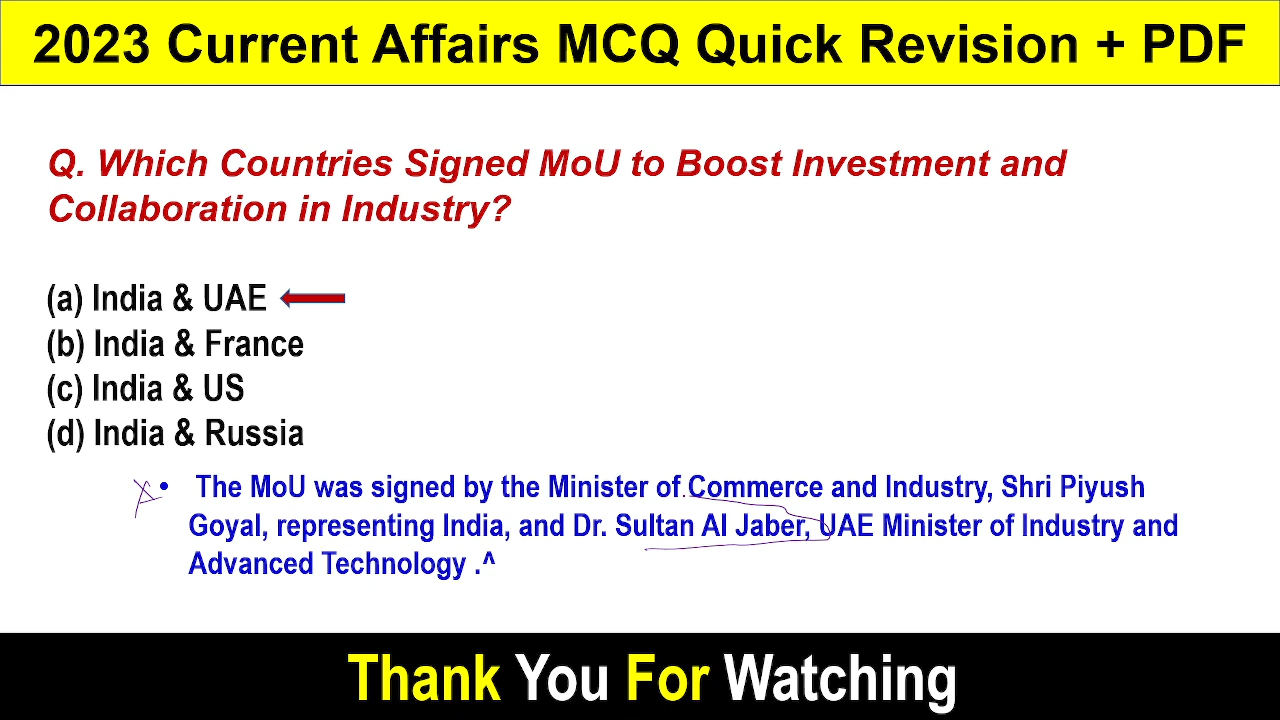 2023 Current Affairs MCQ Quick Revision + PDF
Q. Which Countries Signed MoU to Boost Investment and
Collaboration in Industry?
(a) India & UAE
(b) India & France
(c) India & US
(d) India & Russia
• The MoU was signed by the Minister of Commerce and Industry, Shri Piyush
Goyal, representing India, and Dr. Sultan Al Jaber, UAE Minister of Industry and
Advanced Technology .^
Thank You For Watching